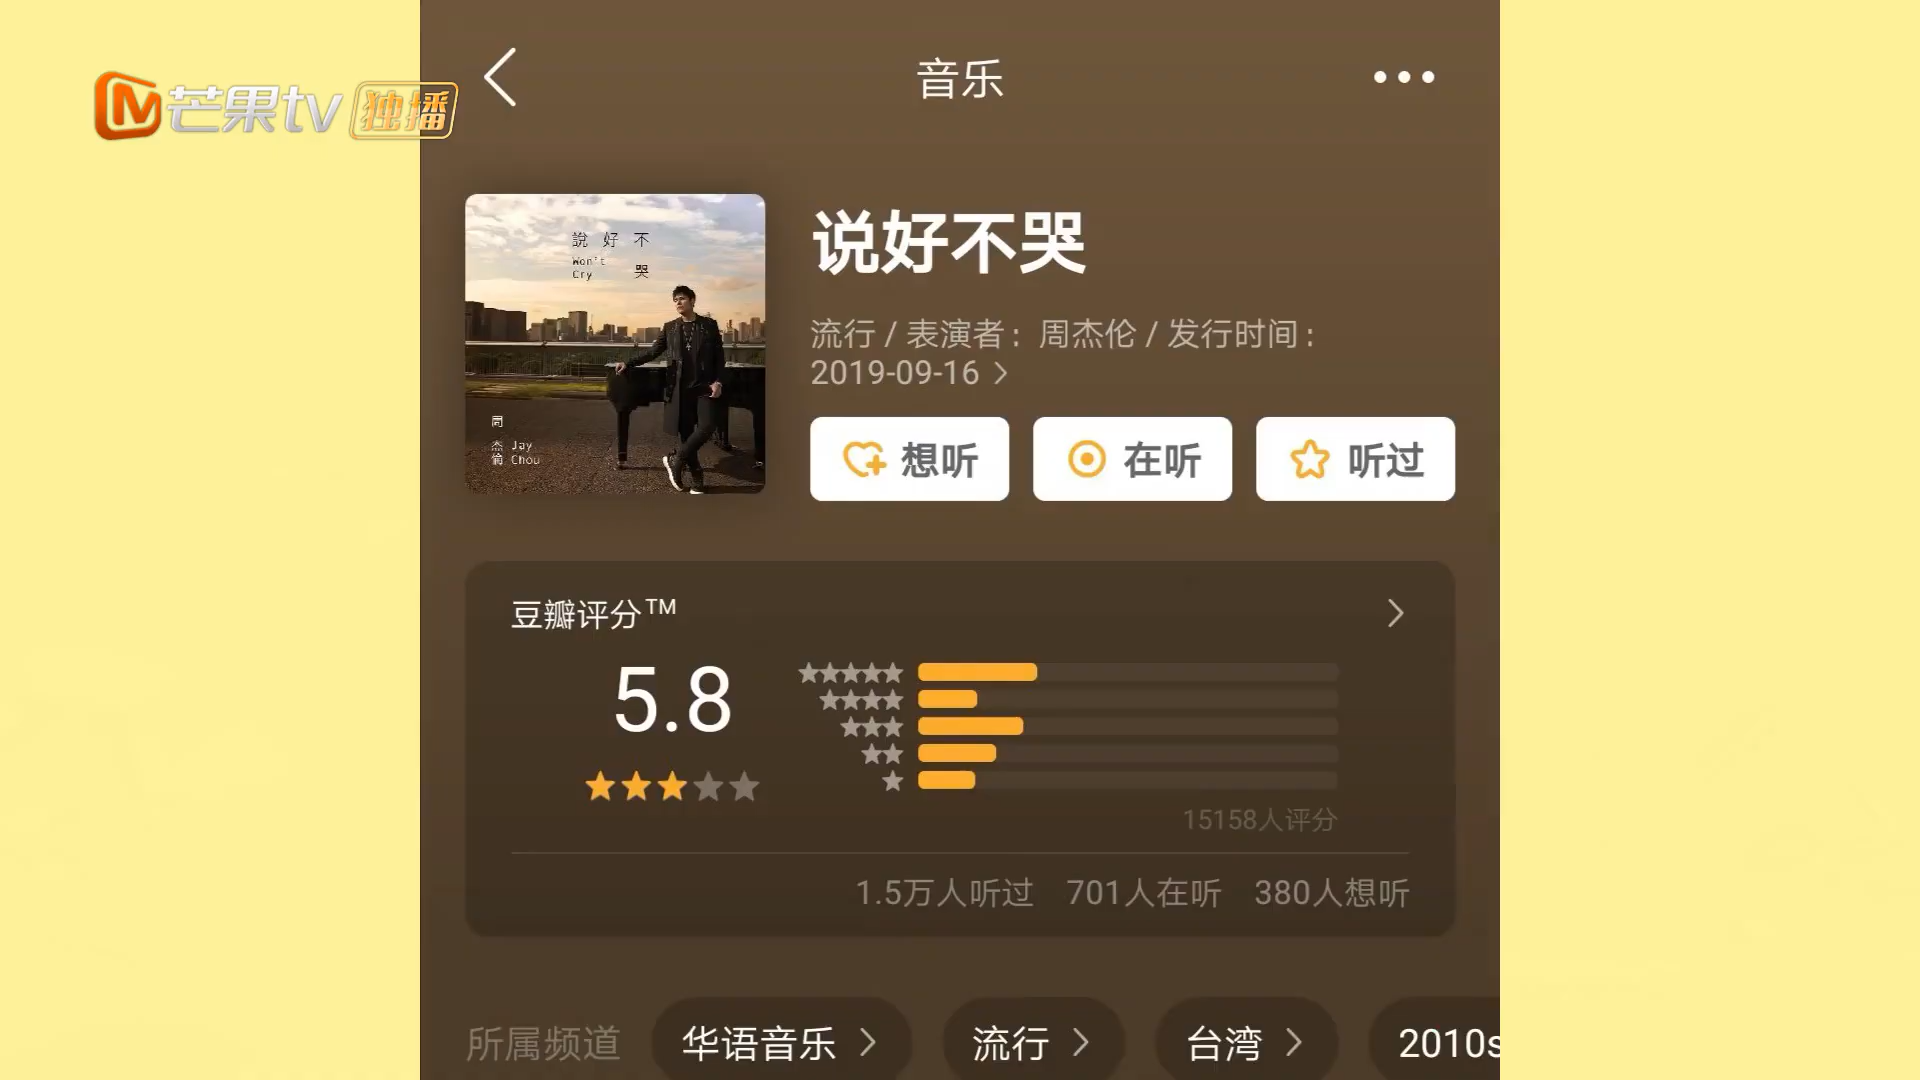 芒果tv 独播
音乐
說好不哭
Won't Cry
周杰倫 Jay Chou
说好不哭
流行 / 表演者：周杰伦 / 发行时间：
2019-09-16
想听 在听 听过
豆瓣评分™
5.8
15158人评分
1.5万人听过 701人在听 380人想听
所属频道 华语音乐 流行 台湾 2010s